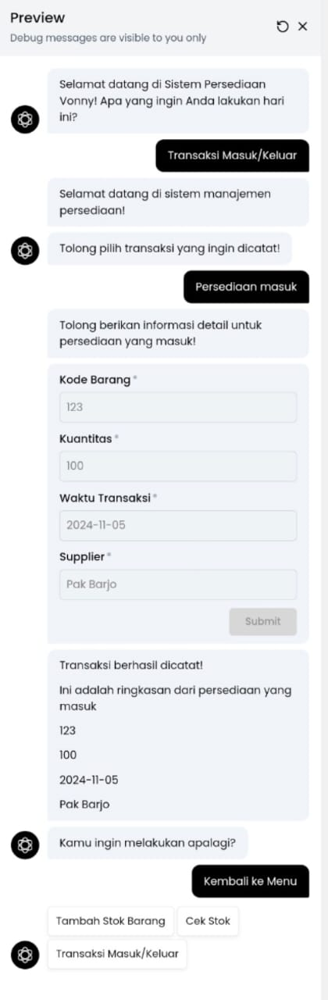 Preview
Debug messages are visible to you only
Selamat datang di Sistem Persediaan
Vonny! Apa yang ingin Anda lakukan hari
ini?
Transaksi Masuk/Keluar
Selamat datang di sistem manajemen
persediaan!
Tolong pilih transaksi yang ingin dicatat!
Persediaan masuk
Tolong berikan informasi detail untuk
persediaan yang masuk!
Kode Barang *
123
Kuantitas *
100
Waktu Transaksi *
2024-11-05
Supplier *
Pak Barjo
Submit
Transaksi berhasil dicatat!
Ini adalah ringkasan dari persediaan yang
masuk
123
100
2024-11-05
Pak Barjo
Kamu ingin melakukan apalagi?
Kembali ke Menu
Tambah Stok Barang Cek Stok
Transaksi Masuk/Keluar